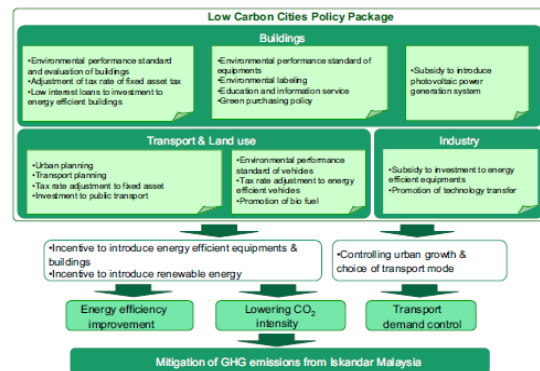 Low Carbon Cities Policy Package
Buildings
•Environmental performance standard
and evaluation of buildings
•Adjustment of tax rate of fixed asset tax
•Low interest loans to investment to
energy efficient buildings
•Environmental performance standard of
equipments
•Environmental labeling
•Education and information service
•Green purchasing policy
•Subsidy to introduce
photovoltaic power
generation system
Transport & Land use
•Urban planning
•Transport planning
•Tax rate adjustment to fixed asset
•Investment to public transport
•Environmental performance
standard of vehicles
•Tax rate adjustment to energy
efficient vehicles
•Promotion of bio fuel
Industry
•Subsidy to investment to energy
efficient equipments
•Promotion of technology transfer
•Incentive to introduce energy efficient equipments &
buildings
•Incentive to introduce renewable energy
•Controlling urban growth &
choice of transport mode
Energy efficiency
improvement
Lowering CO₂
intensity
Transport
demand control
Mitigation of GHG emissions from Iskandar Malaysia